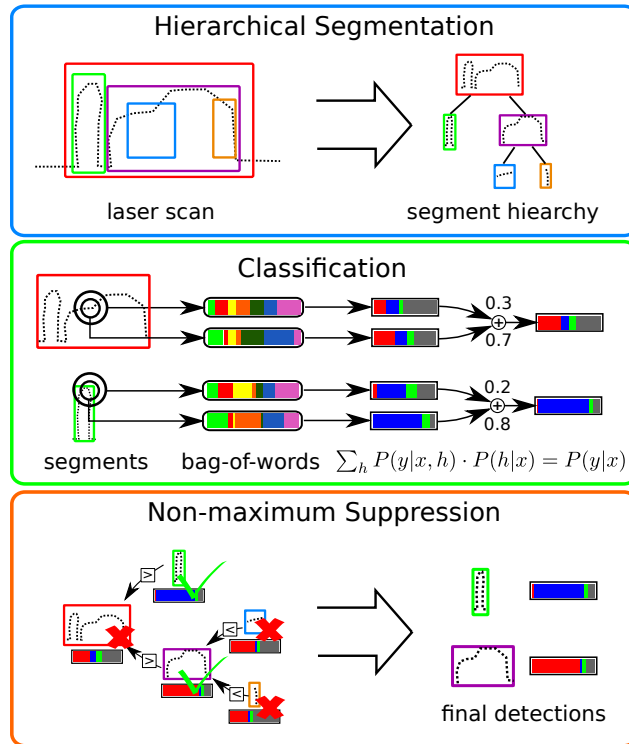 Hierarchical Segmentation
laser scan
segment hiearchy
Classification
0.3
+
0.7
0.2
+
0.8
segments
bag-of-words
∑_h P(y|x, h) · P(h|x) = P(y|x)
Non-maximum Suppression
>
<
>
<
final detections